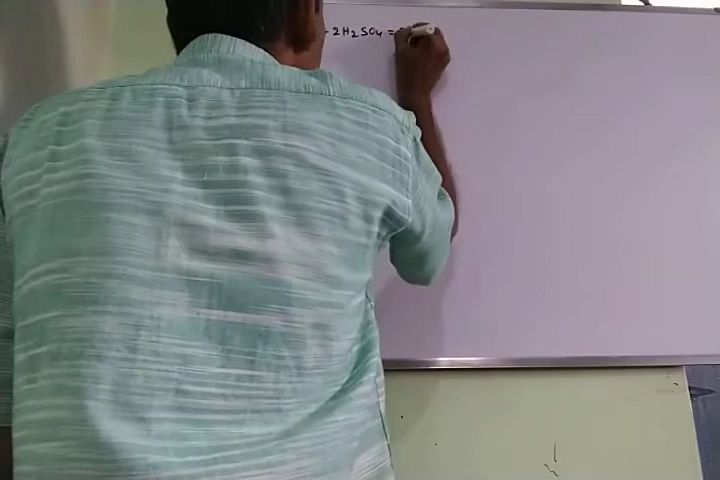 2H₂SO₄ =